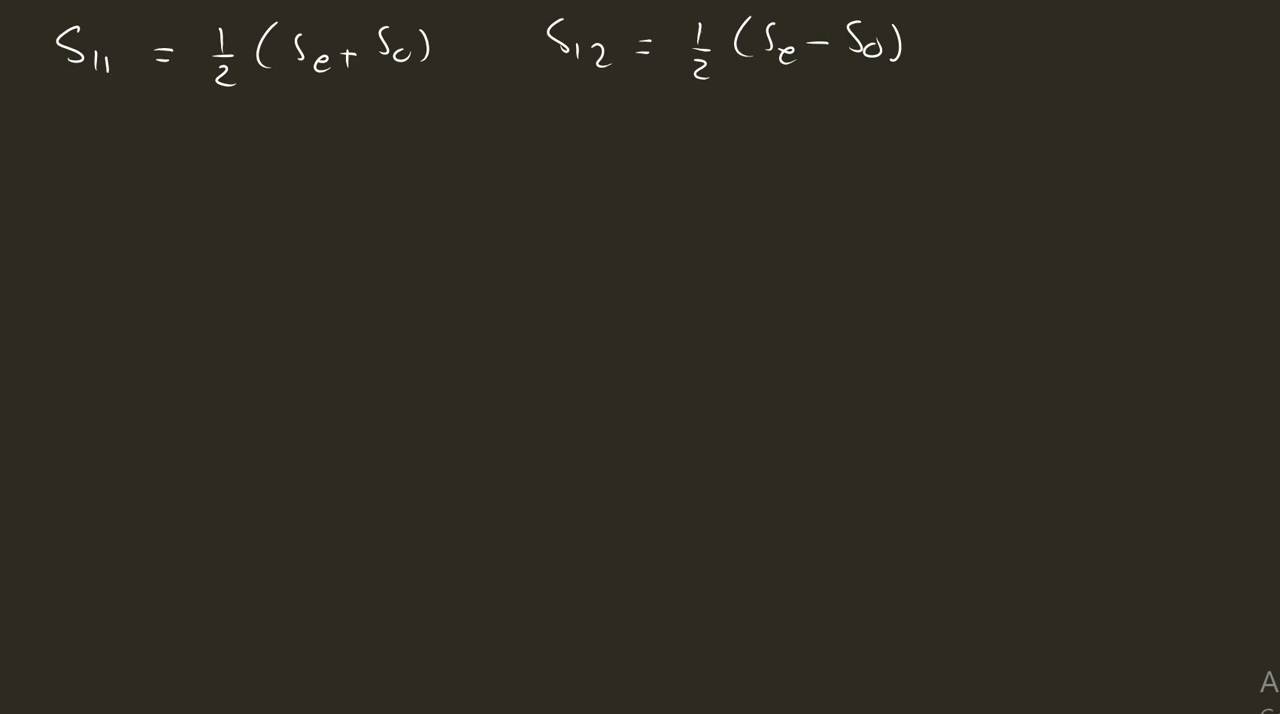 S₁₁ = ½ (Sₑ + Sₒ)    S₁₂ = ½ (Sₑ − Sₒ)
A